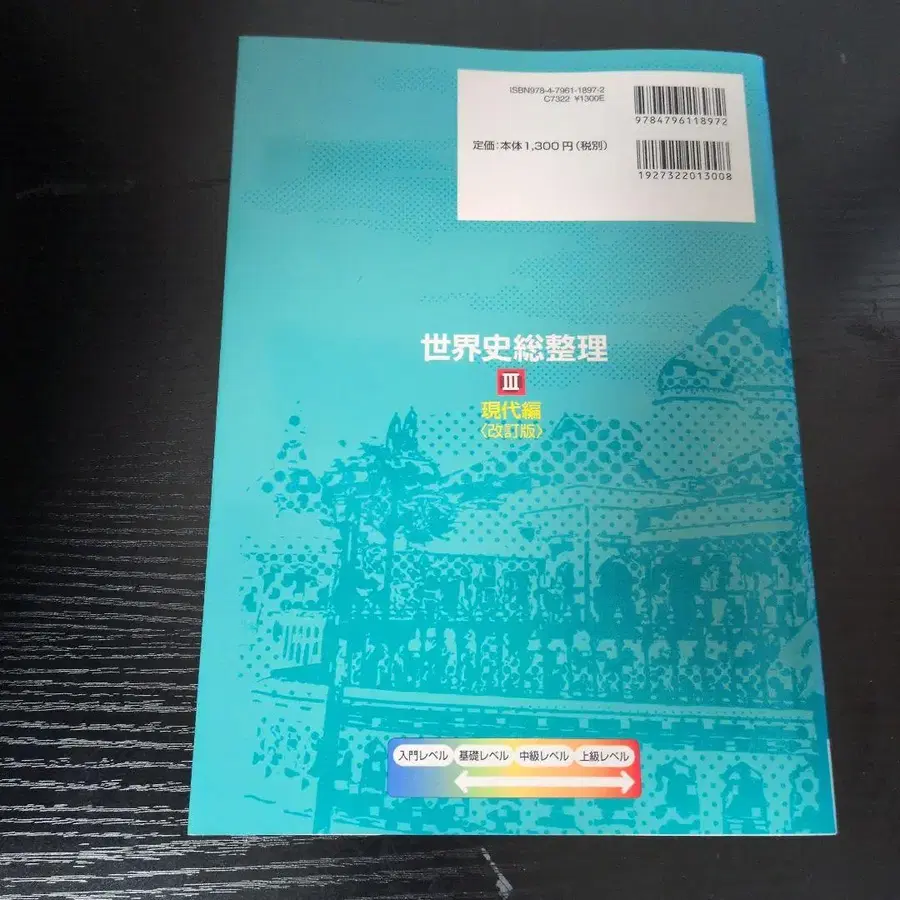 ISBN978-4-7961-1897-2
C7322 ¥1300E
9784796118972
定価:本体1,300円(税別)
1927322013008
世界史総整理
III
現代編
〈改訂版〉
入門レベル 基礎レベル 中級レベル 上級レベル